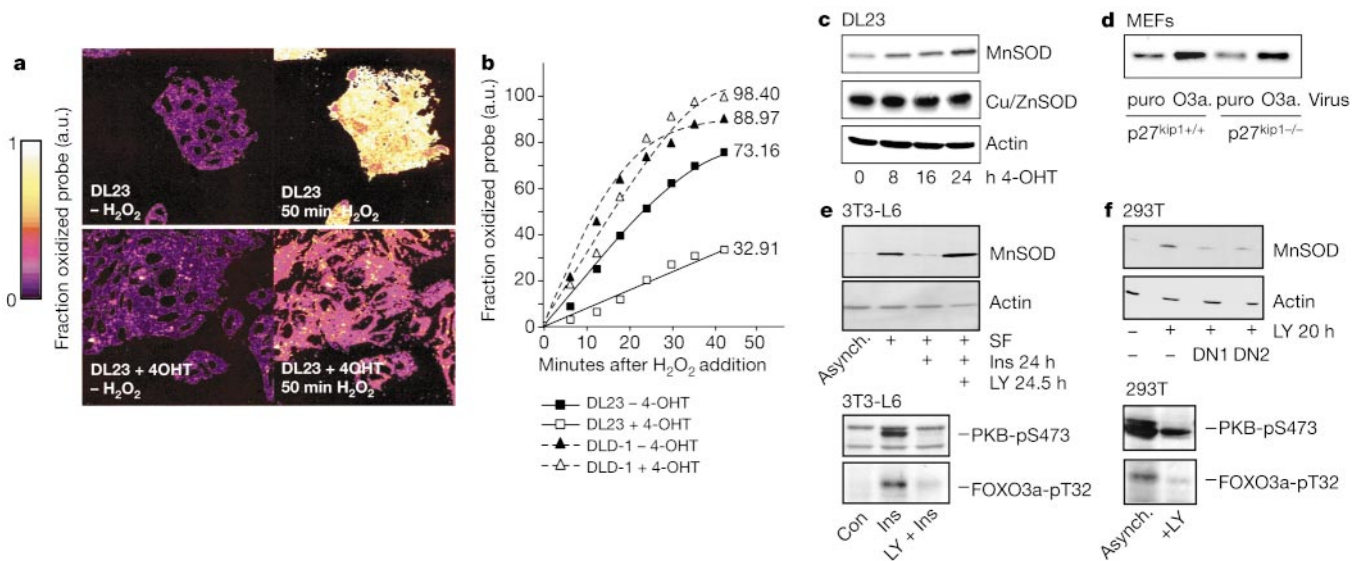 a
1
0
Fraction oxidized probe (a.u.)
DL23
– H2O2
DL23
50 min H2O2
DL23 + 4OHT
– H2O2
DL23 + 4OHT
50 min H2O2
b
Fraction oxidized probe (a.u.)
100
80
60
40
20
0
98.40
88.97
73.16
32.91
0 10 20 30 40 50
Minutes after H2O2 addition
DL23 – 4-OHT
DL23 + 4-OHT
DLD-1 – 4-OHT
DLD-1 + 4-OHT
c DL23
MnSOD
Cu/ZnSOD
Actin
0 8 16 24 h 4-OHT
d MEFs
puro O3a. puro O3a. Virus
p27kip1+/+ p27kip1–/–
e 3T3-L6
MnSOD
Actin
Asynch. + + + SF
+ + Ins 24 h
+ LY 24.5 h
3T3-L6
–PKB-pS473
–FOXO3a-pT32
Con Ins LY + Ins
f 293T
MnSOD
Actin
– + + + LY 20 h
– – DN1 DN2
293T
–PKB-pS473
–FOXO3a-pT32
Asynch. +LY